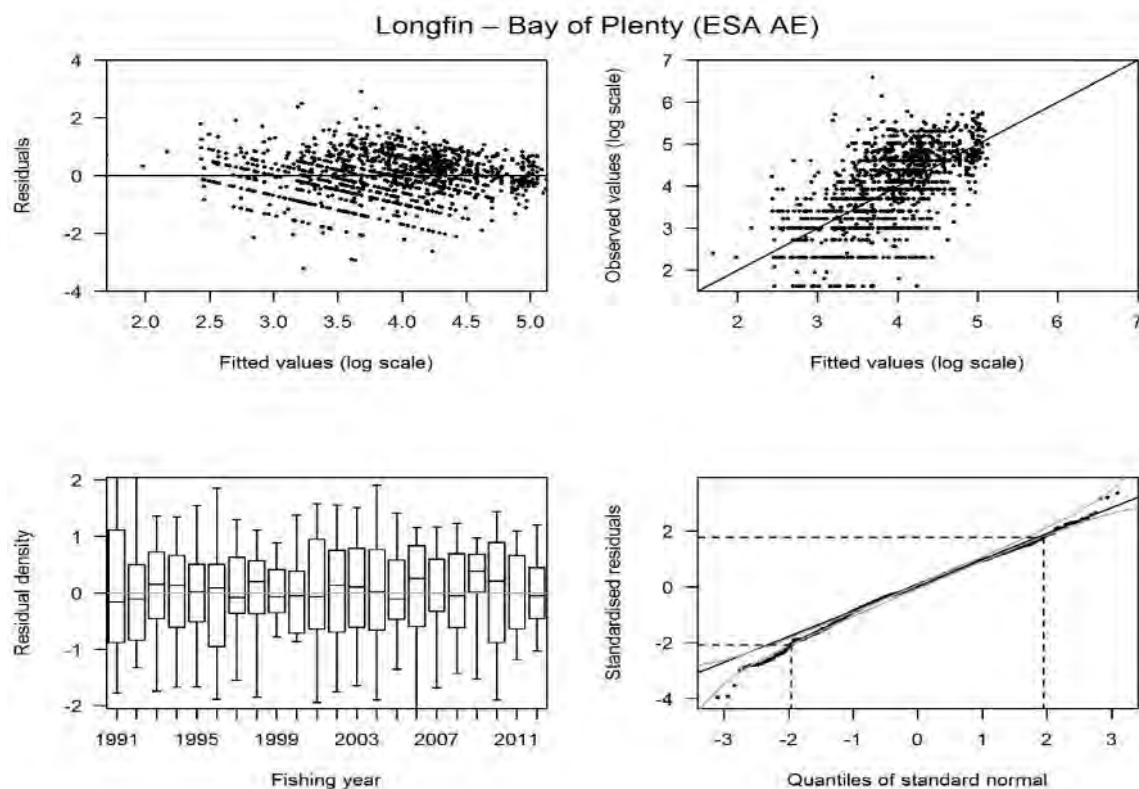 Longfin – Bay of Plenty (ESA AE)
4
2
0
-2
-4
Residuals
2.0 2.5 3.0 3.5 4.0 4.5 5.0
Fitted values (log scale)
7
6
5
4
3
2
Observed values (log scale)
2 3 4 5 6 7
Fitted values (log scale)
2
1
0
-1
-2
Residual density
1991 1995 1999 2003 2007 2011
Fishing year
2
0
-2
-4
Standardised residuals
-3 -2 -1 0 1 2 3
Quantiles of standard normal